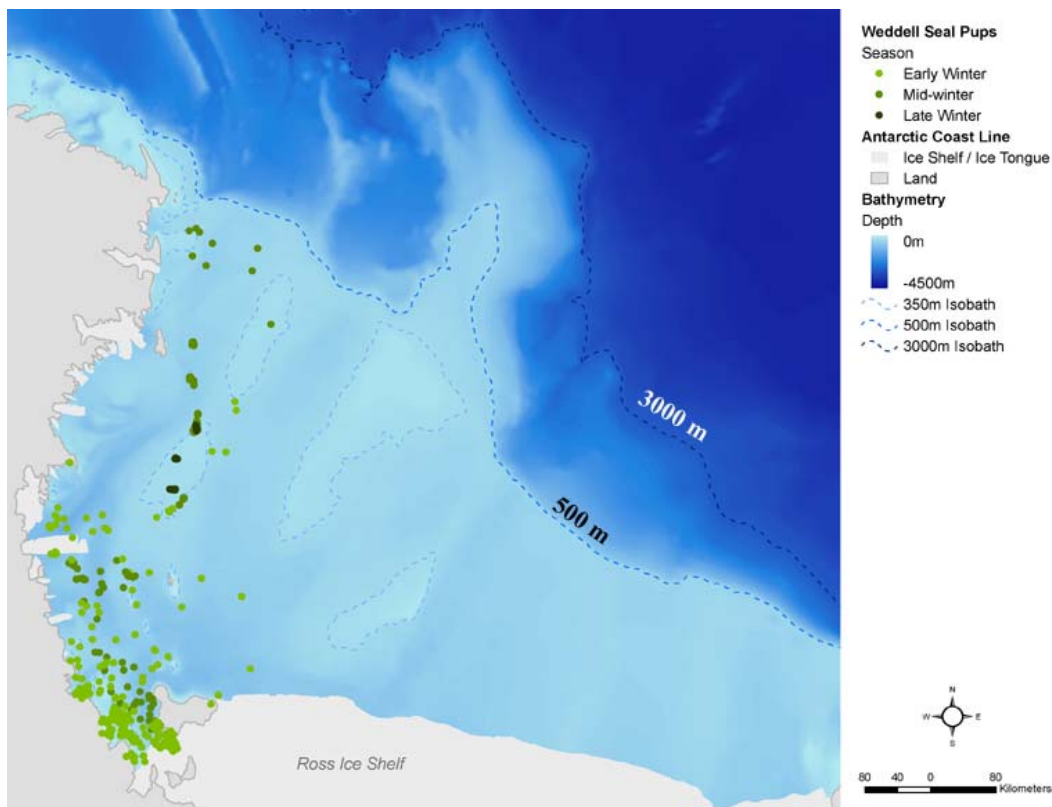 3000 m
500 m
Ross Ice Shelf
Weddell Seal Pups
Season
Early Winter
Mid-winter
Late Winter
Antarctic Coast Line
Ice Shelf / Ice Tongue
Land
Bathymetry
Depth
0m
-4500m
350m Isobath
500m Isobath
3000m Isobath
N
W E
S
80 40 0 80
Kilometers